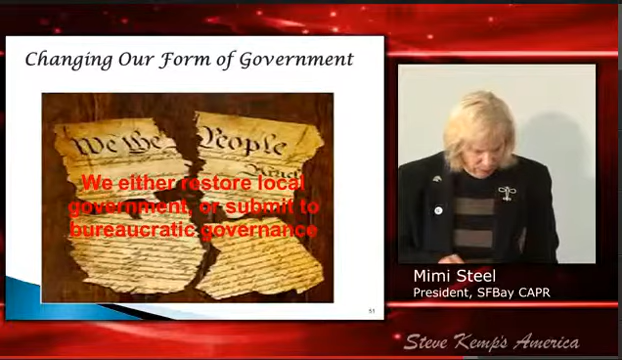 Changing Our Form of Government
We the People
We either restore local
government, or submit to
bureaucratic governance
51
Mimi Steel
President, SFBay CAPR
Steve Kemp's America